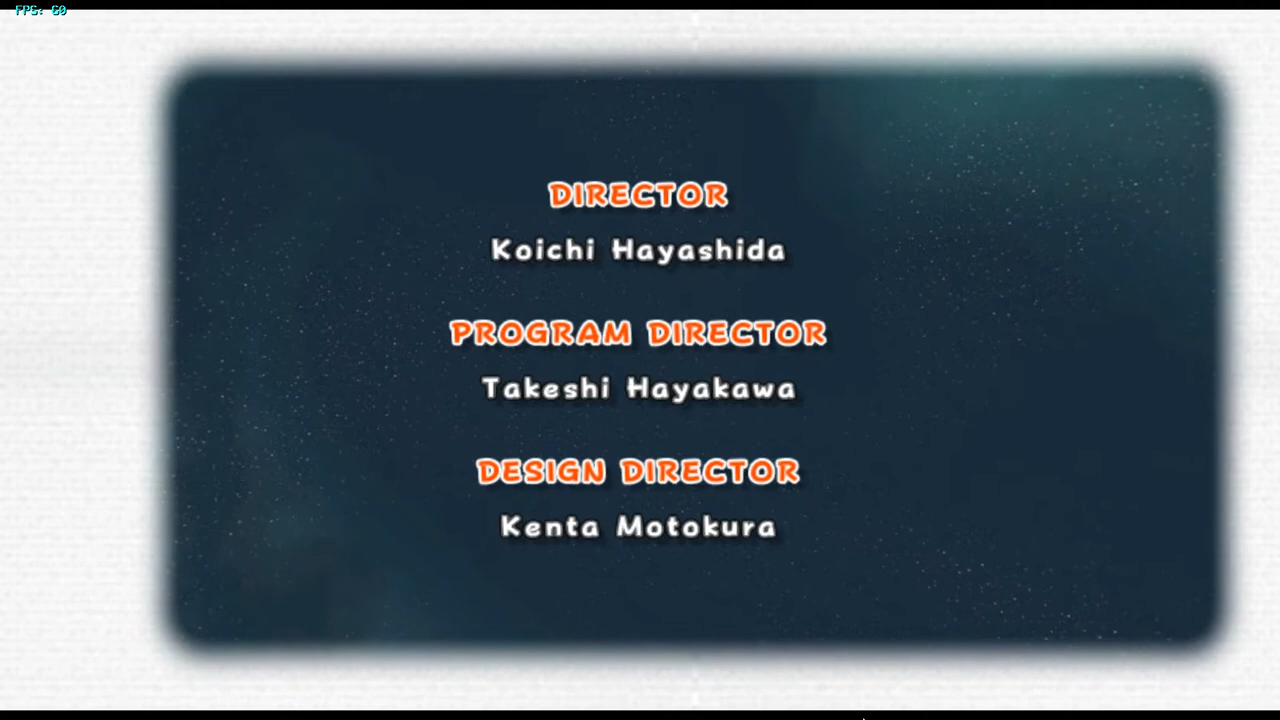 FPS: 60
DIRECTOR
Koichi Hayashida
PROGRAM DIRECTOR
Takeshi Hayakawa
DESIGN DIRECTOR
Kenta Motokura